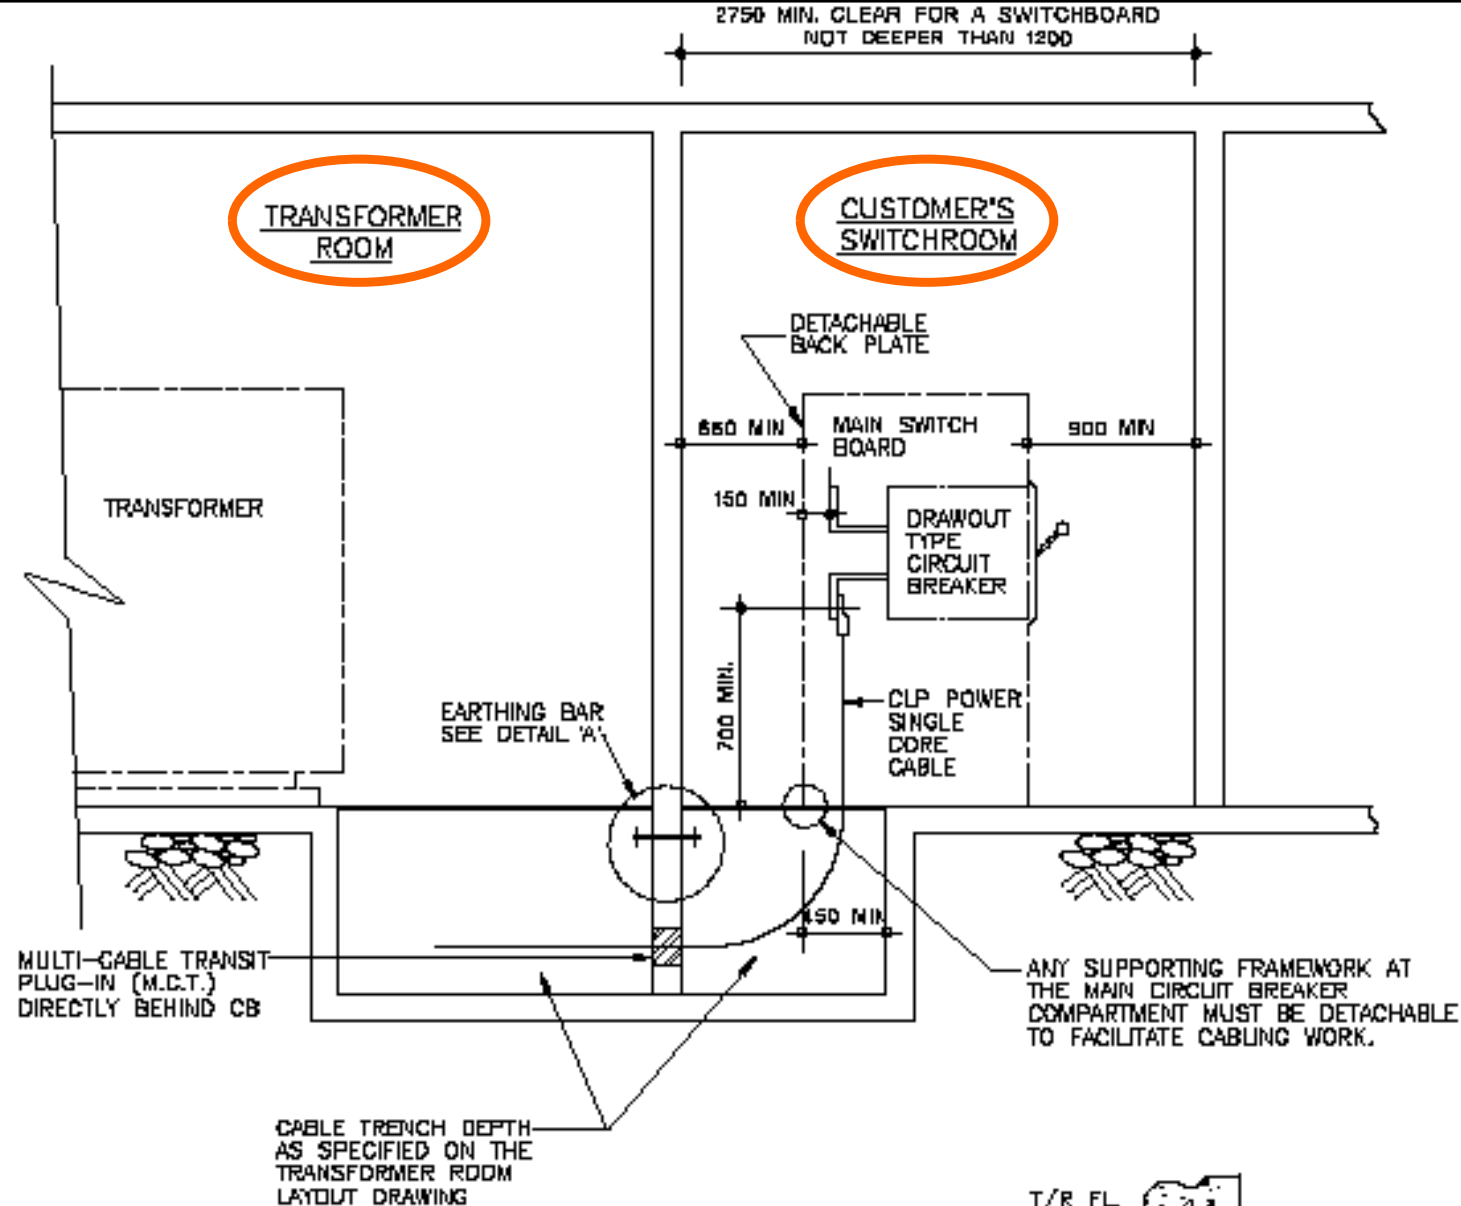 2750 MIN. CLEAR FOR A SWITCHBOARD
NOT DEEPER THAN 1200
TRANSFORMER
ROOM
CUSTOMER'S
SWITCHROOM
DETACHABLE
BACK PLATE
MAIN SWITCH
BOARD
MIN
900 MIN
150 MIN
TRANSFORMER
DRAWOUT
TYPE
CIRCUIT
BREAKER
700 MIN.
EARTHING BAR
SEE DETAIL 'A'
CLP POWER
SINGLE
CORE
CABLE
MIN
MULTI-CABLE TRANSIT
PLUG-IN (M.C.T.)
DIRECTLY BEHIND CB
ANY SUPPORTING FRAMEWORK AT
THE MAIN CIRCUIT BREAKER
COMPARTMENT MUST BE DETACHABLE
TO FACILITATE CABLING WORK.
CABLE TRENCH DEPTH
AS SPECIFIED ON THE
TRANSFORMER ROOM
LAYOUT DRAWING
T/R FL